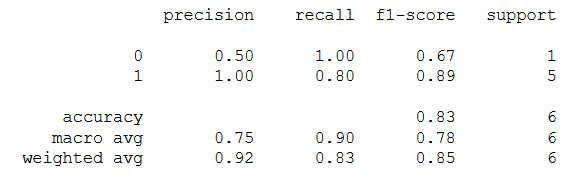 precision recall f1-score support
0 0.50 1.00 0.67 1
1 1.00 0.80 0.89 5
accuracy 0.83 6
macro avg 0.75 0.90 0.78 6
weighted avg 0.92 0.83 0.85 6